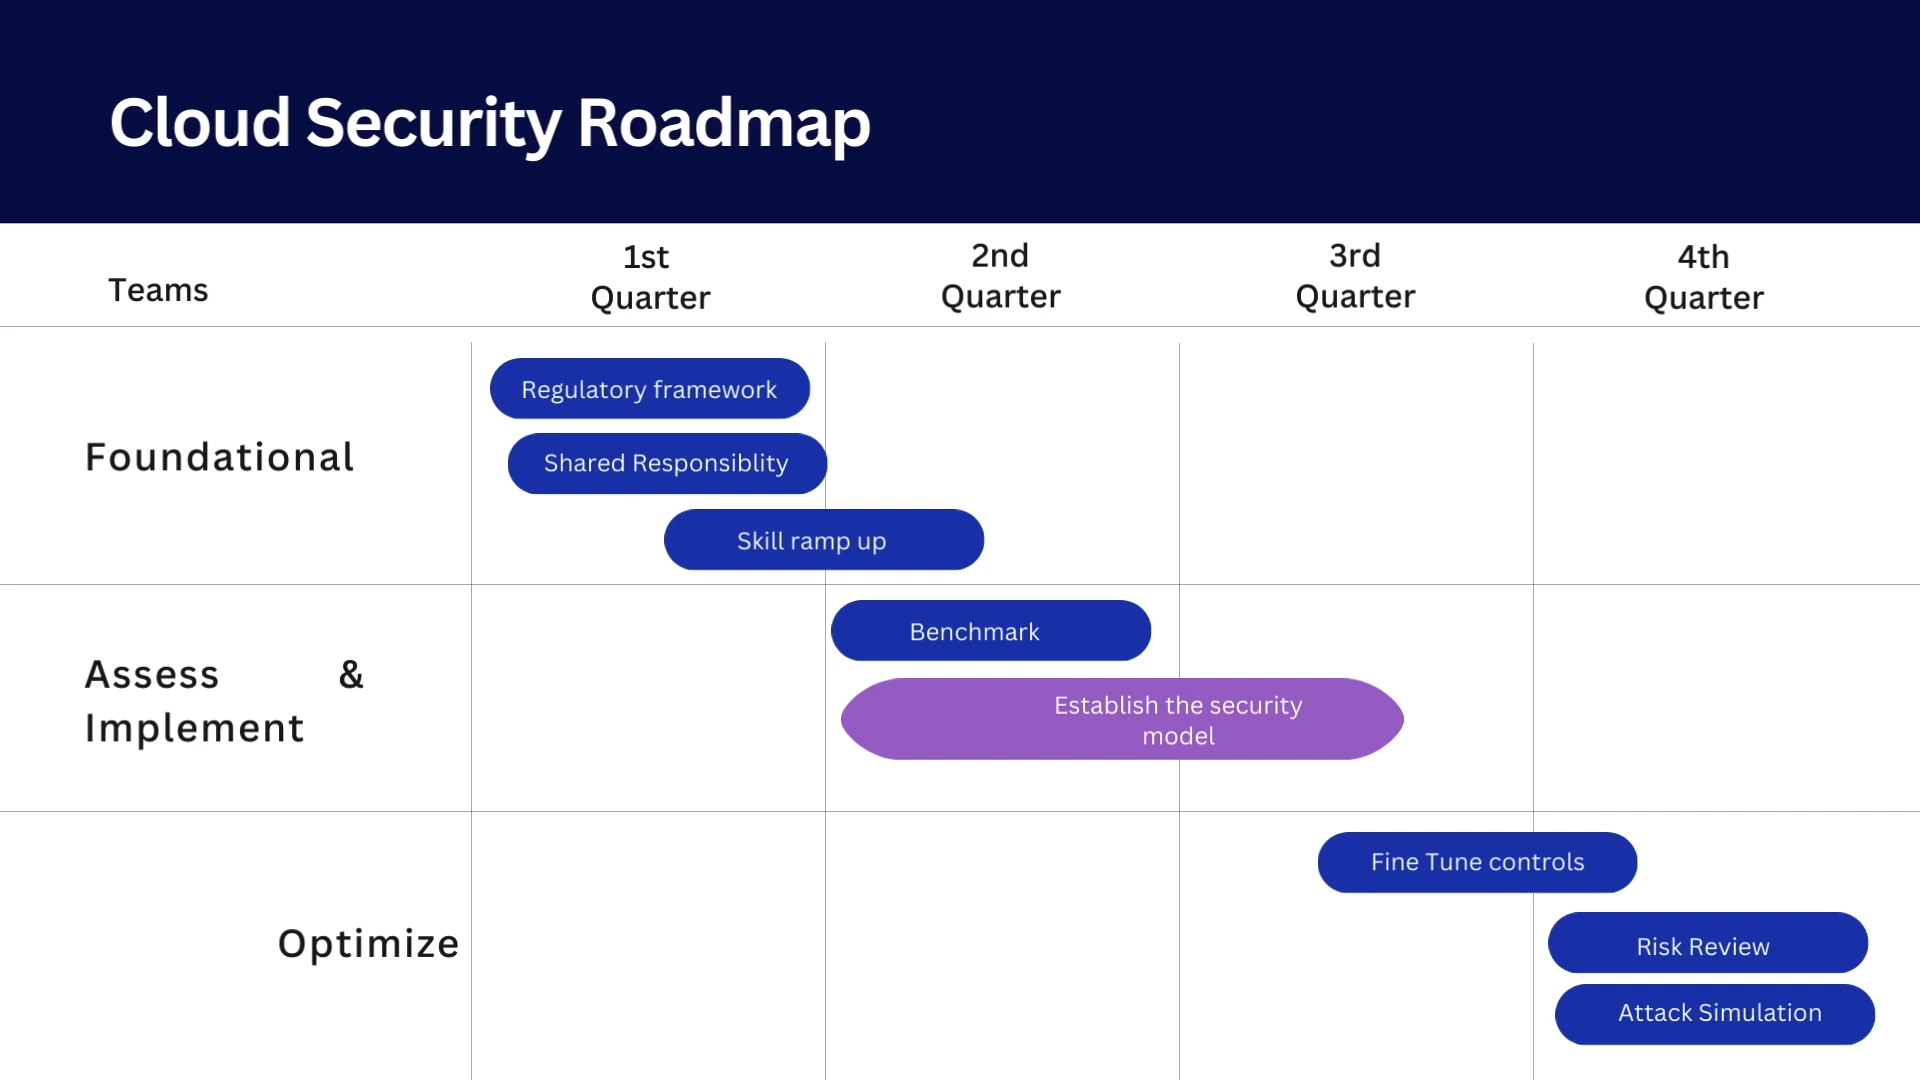 Cloud Security Roadmap
Teams
1st
Quarter
2nd
Quarter
3rd
Quarter
4th
Quarter
Foundational
Regulatory framework
Shared Responsiblity
Skill ramp up
Assess &
Implement
Benchmark
Establish the security
model
Optimize
Fine Tune controls
Risk Review
Attack Simulation